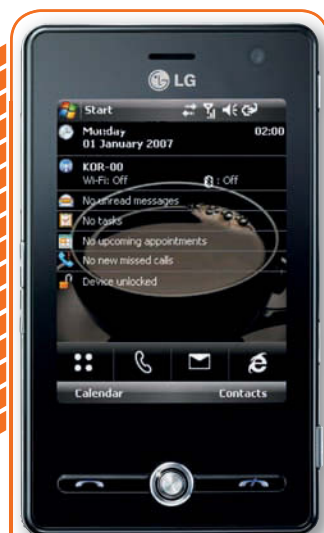 LG
Start
Monday 02:00
01 January 2007
KOR-00
Wi-Fi: Off : Off
No unread messages
No tasks
No upcoming appointments
No new missed calls
Device unlocked
Calendar Contacts